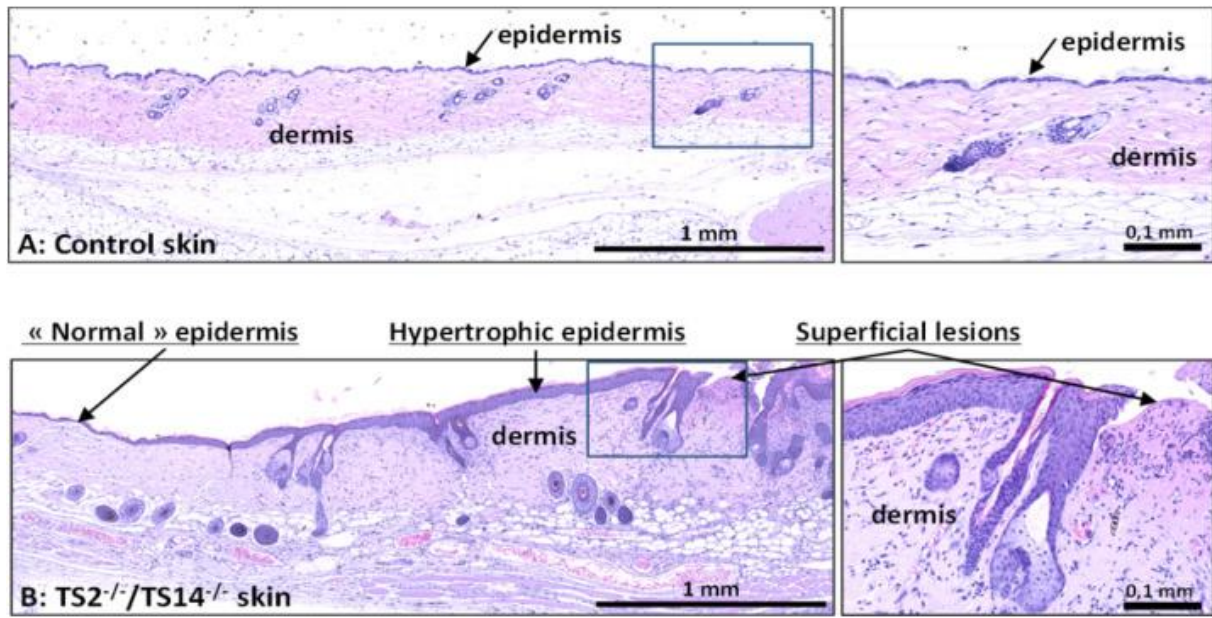 epidermis
epidermis
dermis
dermis
A: Control skin
1 mm
0,1 mm
« Normal » epidermis
Hypertrophic epidermis
Superficial lesions
dermis
dermis
B: TS2-/-/TS14-/- skin
1 mm
0,1 mm